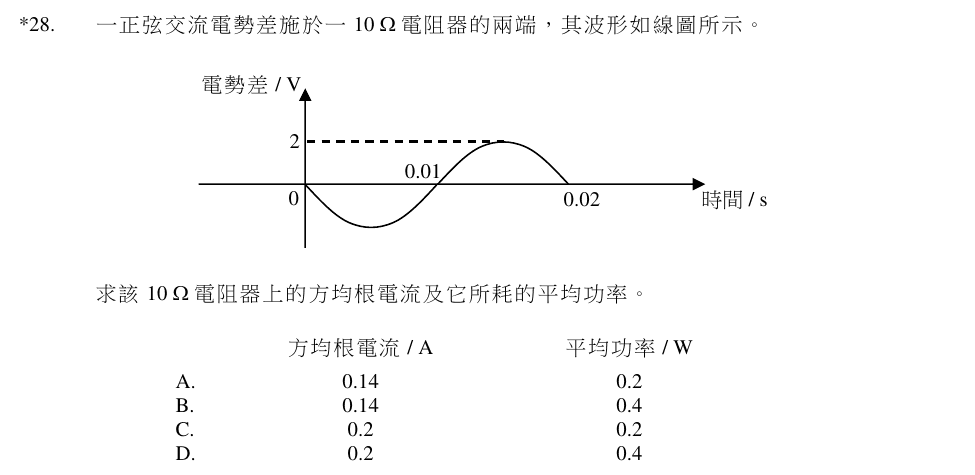 *28. 一正弦交流電勢差施於一 10 Ω 電阻器的兩端，其波形如線圖所示。
電勢差 / V
2
0.01
0
0.02
時間 / s
求該 10 Ω 電阻器上的方均根電流及它所耗的平均功率。
方均根電流 / A 平均功率 / W
A. 0.14 0.2
B. 0.14 0.4
C. 0.2 0.2
D. 0.2 0.4